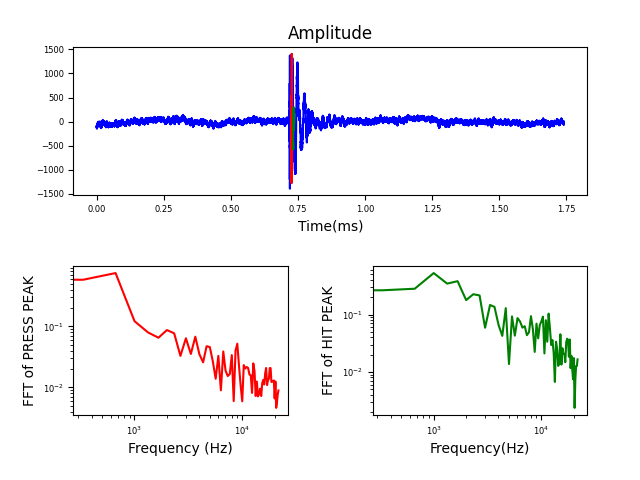 Amplitude
1500
1000
500
0
−500
−1000
−1500
0.00 0.25 0.50 0.75 1.00 1.25 1.50 1.75
Time(ms)
FFT of PRESS PEAK
10⁻¹
10⁻²
10³ 10⁴
Frequency (Hz)
FFT of HIT PEAK
10⁻¹
10⁻²
10³ 10⁴
Frequency(Hz)